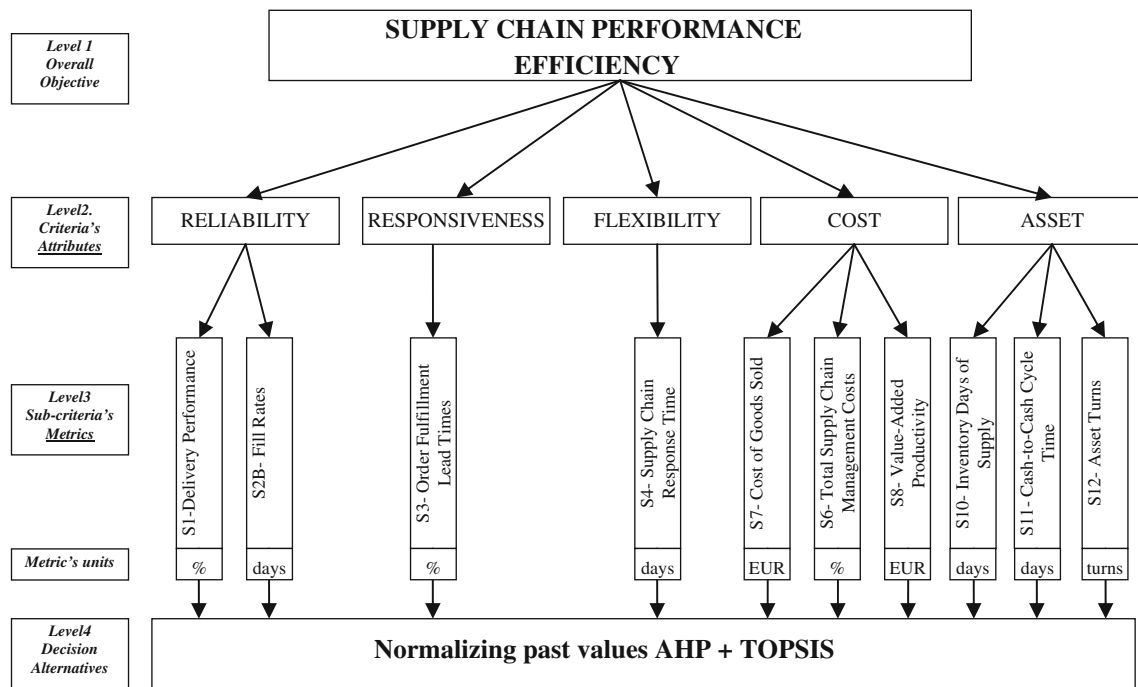 Level 1
Overall
Objective
SUPPLY CHAIN PERFORMANCE
EFFICIENCY
Level2.
Criteria's
Attributes
RELIABILITY
RESPONSIVENESS
FLEXIBILITY
COST
ASSET
Level3
Sub-criteria's
Metrics
S1-Delivery Performance
S2B- Fill Rates
S3- Order Fulfillment
Lead Times
S4- Supply Chain
Response Time
S7- Cost of Goods Sold
S6- Total Supply Chain
Management Costs
S8- Value-Added
Productivity
S10- Inventory Days of
Supply
S11- Cash-to-Cash Cycle
Time
S12- Asset Turns
Metric's units
%
days
%
days
EUR
%
EUR
days
days
turns
Level4
Decision
Alternatives
Normalizing past values AHP + TOPSIS